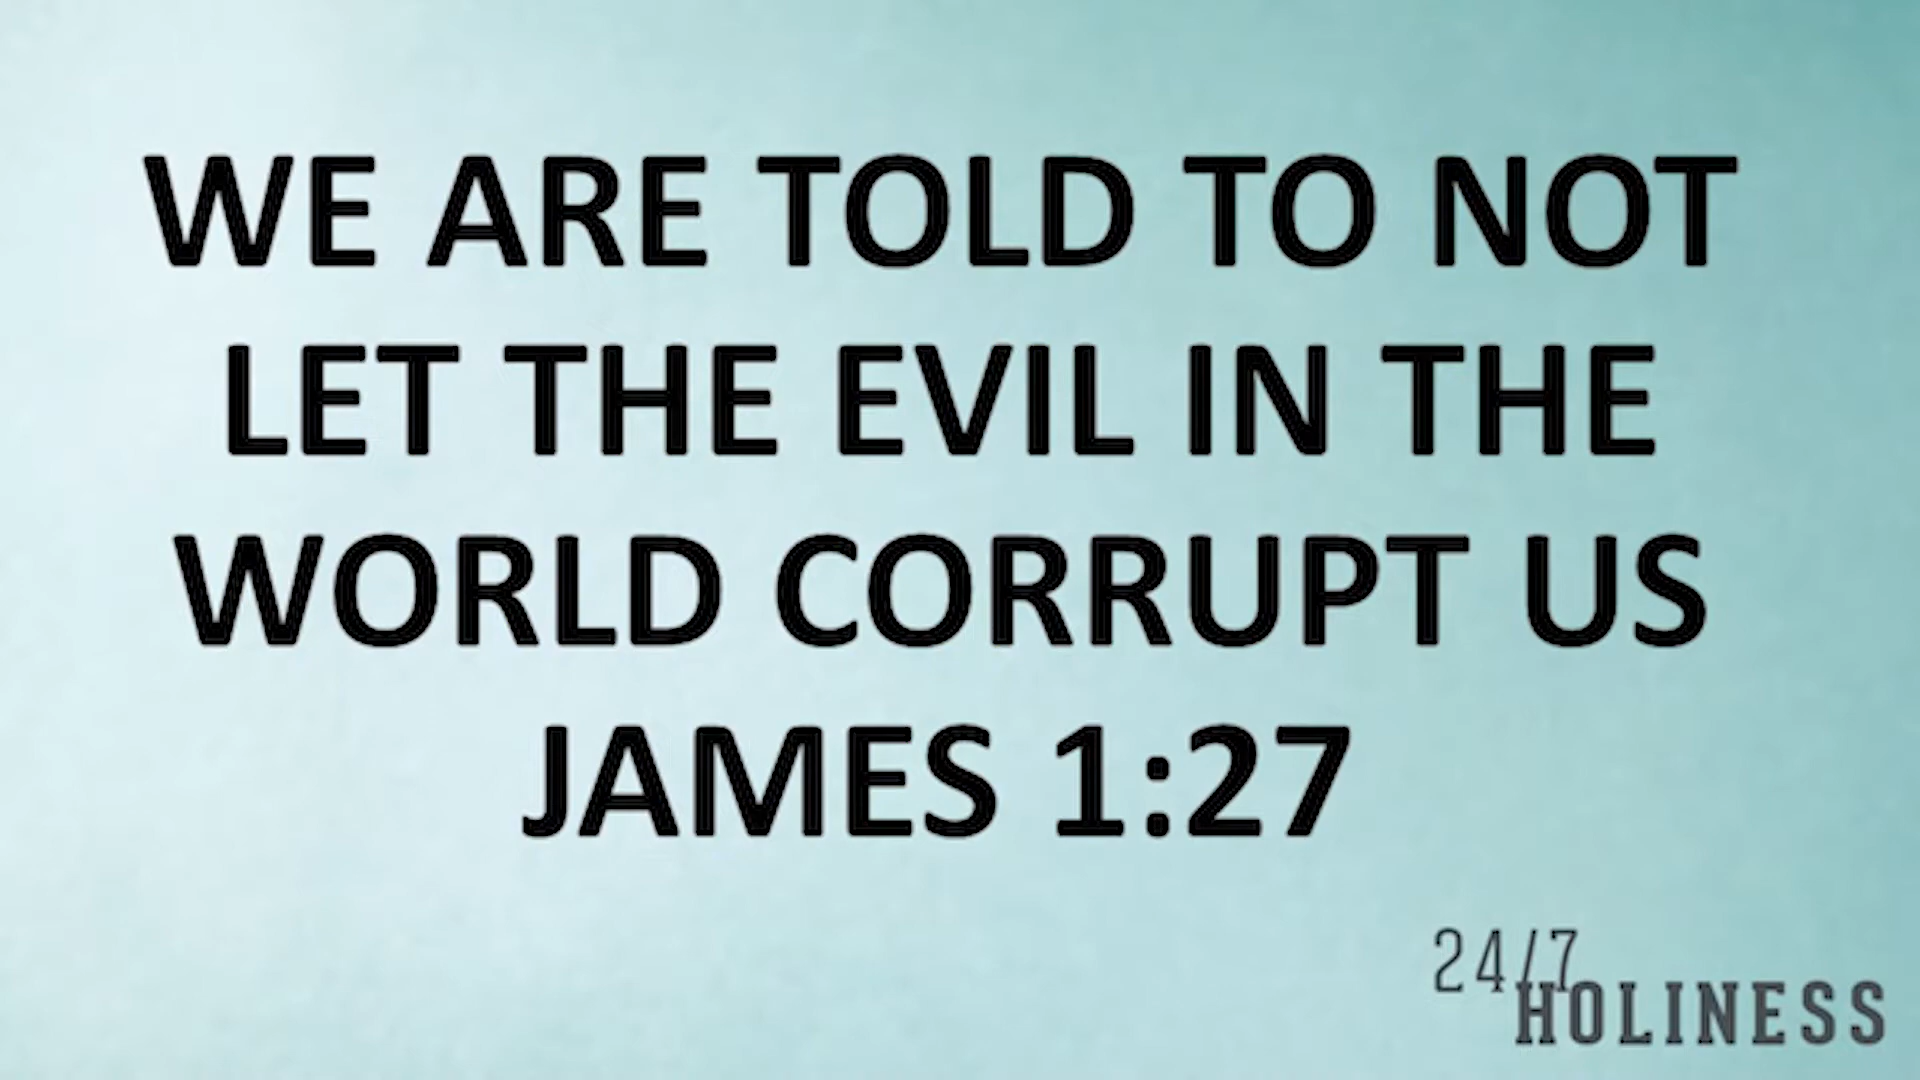 WE ARE TOLD TO NOT
LET THE EVIL IN THE
WORLD CORRUPT US
JAMES 1:27
24/7
HOLINESS